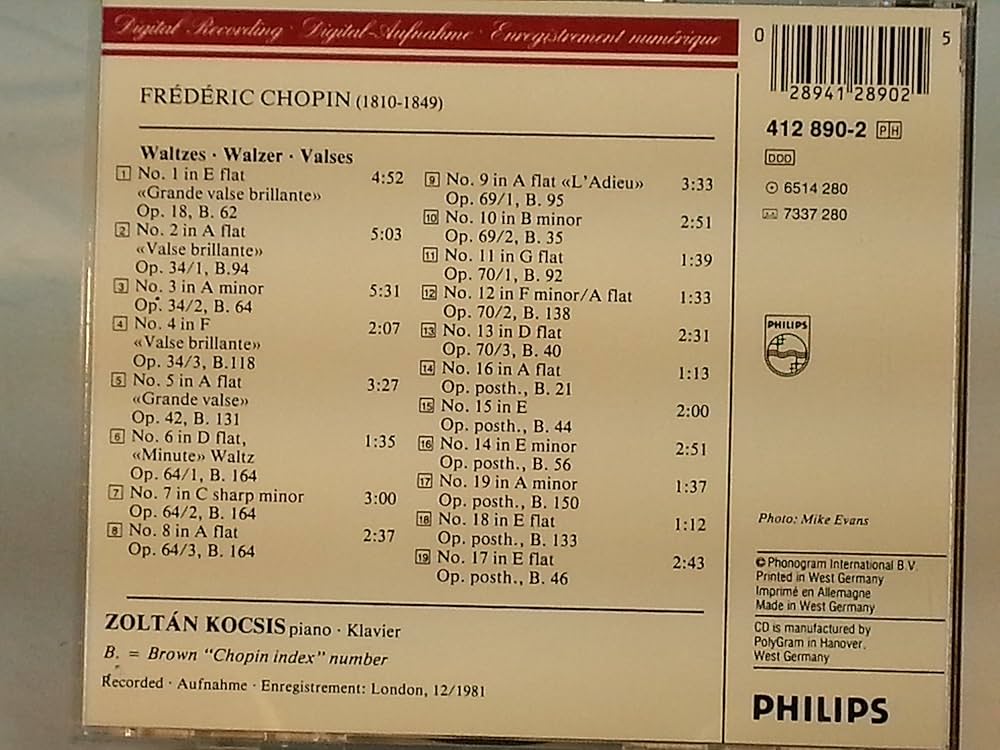 Digital Recording · Digital-Aufnahme · Enregistrement numérique
FRÉDÉRIC CHOPIN (1810-1849)
Waltzes · Walzer · Valses
1 No. 1 in E flat 4:52
«Grande valse brillante»
Op. 18, B. 62
2 No. 2 in A flat 5:03
«Valse brillante»
Op. 34/1, B.94
3 No. 3 in A minor 5:31
Op. 34/2, B. 64
4 No. 4 in F 2:07
«Valse brillante»
Op. 34/3, B.118
5 No. 5 in A flat 3:27
«Grande valse»
Op. 42, B. 131
6 No. 6 in D flat, 1:35
«Minute» Waltz
Op. 64/1, B. 164
7 No. 7 in C sharp minor 3:00
Op. 64/2, B. 164
8 No. 8 in A flat 2:37
Op. 64/3, B. 164
9 No. 9 in A flat «L'Adieu» 3:33
Op. 69/1, B. 95
10 No. 10 in B minor 2:51
Op. 69/2, B. 35
11 No. 11 in G flat 1:39
Op. 70/1, B. 92
12 No. 12 in F minor/A flat 1:33
Op. 70/2, B. 138
13 No. 13 in D flat 2:31
Op. 70/3, B. 40
14 No. 16 in A flat 1:13
Op. posth., B. 21
15 No. 15 in E 2:00
Op. posth., B. 44
16 No. 14 in E minor 2:51
Op. posth., B. 56
17 No. 19 in A minor 1:37
Op. posth., B. 150
18 No. 18 in E flat 1:12
Op. posth., B. 133
19 No. 17 in E flat 2:43
Op. posth., B. 46
ZOLTÁN KOCSIS piano · Klavier
B. = Brown "Chopin index" number
Recorded · Aufnahme · Enregistrement: London, 12/1981
0 28941 28902 5
412 890-2 PH
DDD
6514 280
7337 280
PHILIPS
Photo: Mike Evans
© Phonogram International B.V.
Printed in West Germany
Imprimé en Allemagne
Made in West Germany
CD is manufactured by
PolyGram in Hanover,
West Germany
PHILIPS